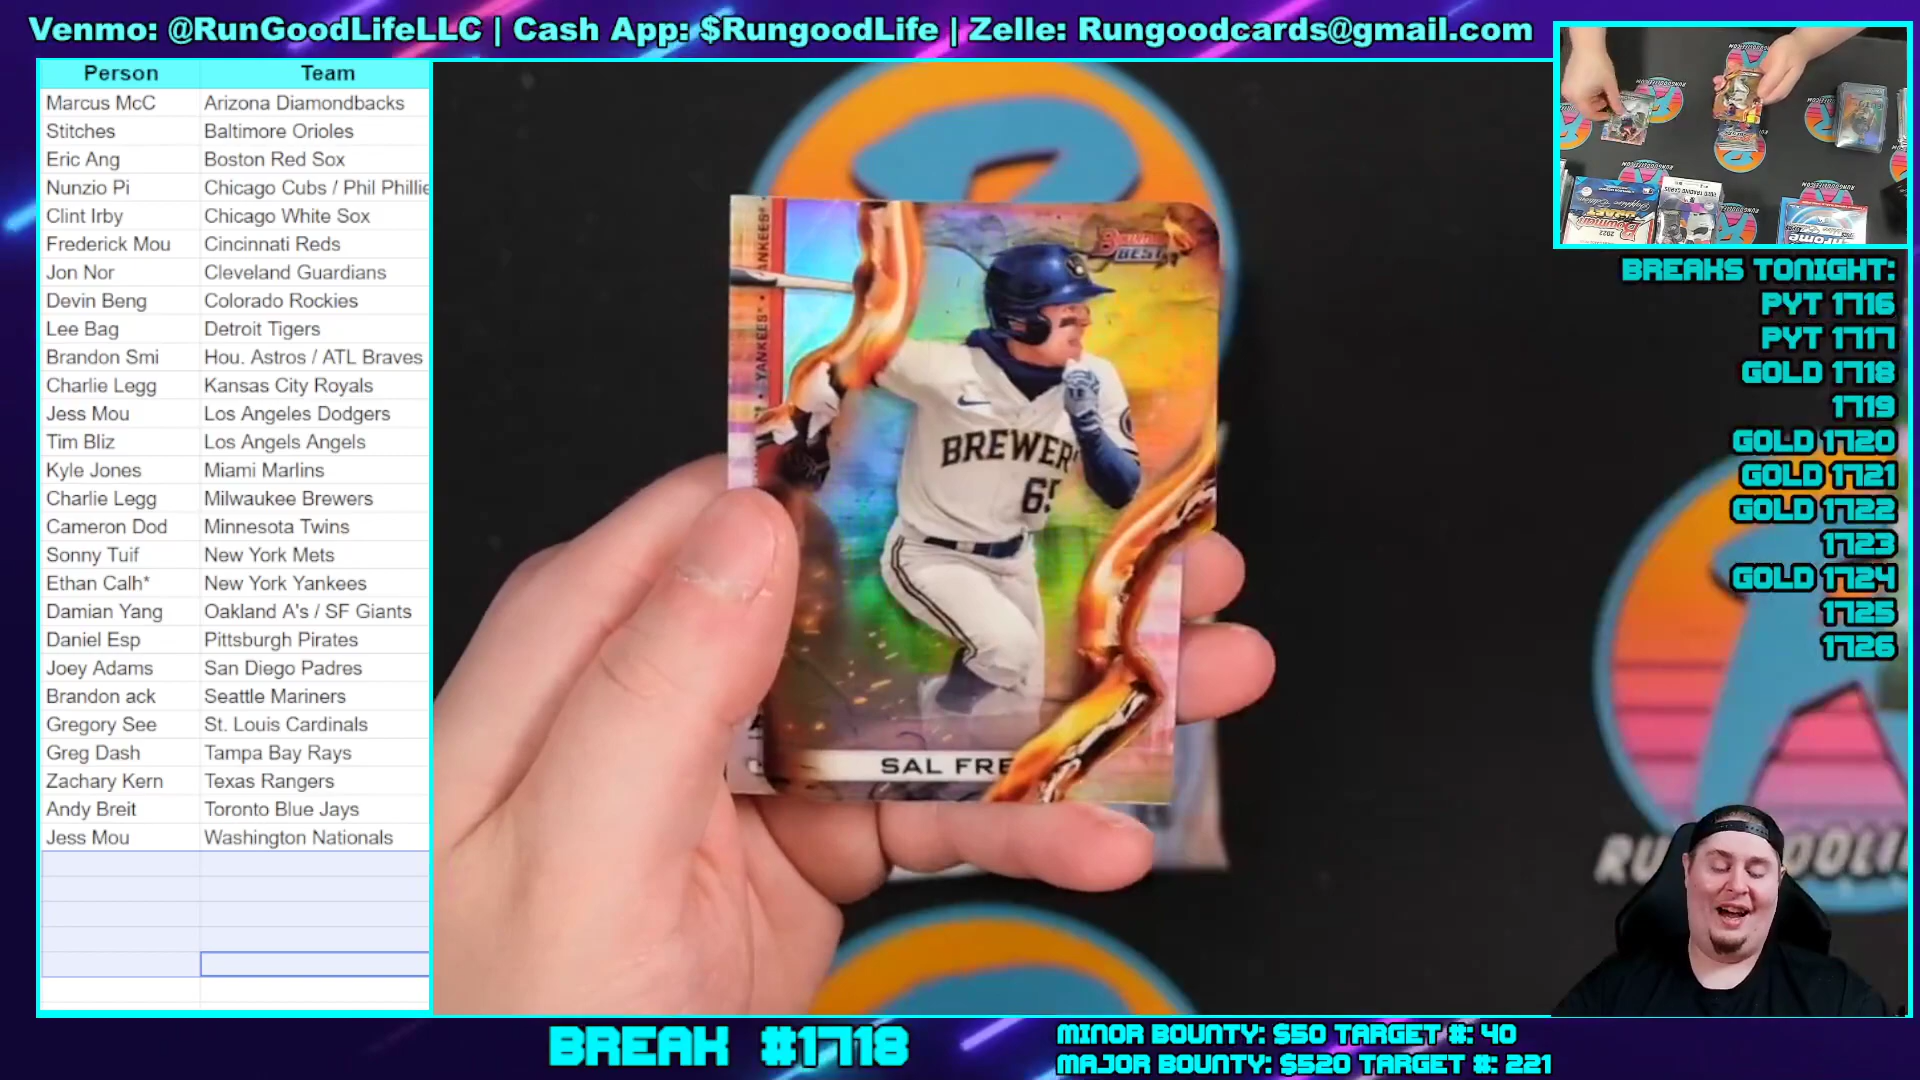 Venmo: @RunGoodLifeLLC | Cash App: $RungoodLife | Zelle: Rungoodcards@gmail.com
Person Team
Marcus McC Arizona Diamondbacks
Stitches Baltimore Orioles
Eric Ang Boston Red Sox
Nunzio Pi Chicago Cubs / Phil Phillie
Clint Irby Chicago White Sox
Frederick Mou Cincinnati Reds
Jon Nor Cleveland Guardians
Devin Beng Colorado Rockies
Lee Bag Detroit Tigers
Brandon Smi Hou. Astros / ATL Braves
Charlie Legg Kansas City Royals
Jess Mou Los Angeles Dodgers
Tim Bliz Los Angels Angels
Kyle Jones Miami Marlins
Charlie Legg Milwaukee Brewers
Cameron Dod Minnesota Twins
Sonny Tuif New York Mets
Ethan Calh* New York Yankees
Damian Yang Oakland A's / SF Giants
Daniel Esp Pittsburgh Pirates
Joey Adams San Diego Padres
Brandon ack Seattle Mariners
Gregory See St. Louis Cardinals
Greg Dash Tampa Bay Rays
Zachary Kern Texas Rangers
Andy Breit Toronto Blue Jays
Jess Mou Washington Nationals
YANKEES
BEST
BREWER
65
SAL FRE
BREAKS TONIGHT:
PYT 1716
PYT 1717
GOLD 1718
1719
GOLD 1720
GOLD 1721
GOLD 1722
1723
GOLD 1724
1725
1726
BREAK #1718
MINOR BOUNTY: $50 TARGET #: 40
MAJOR BOUNTY: $520 TARGET #: 221